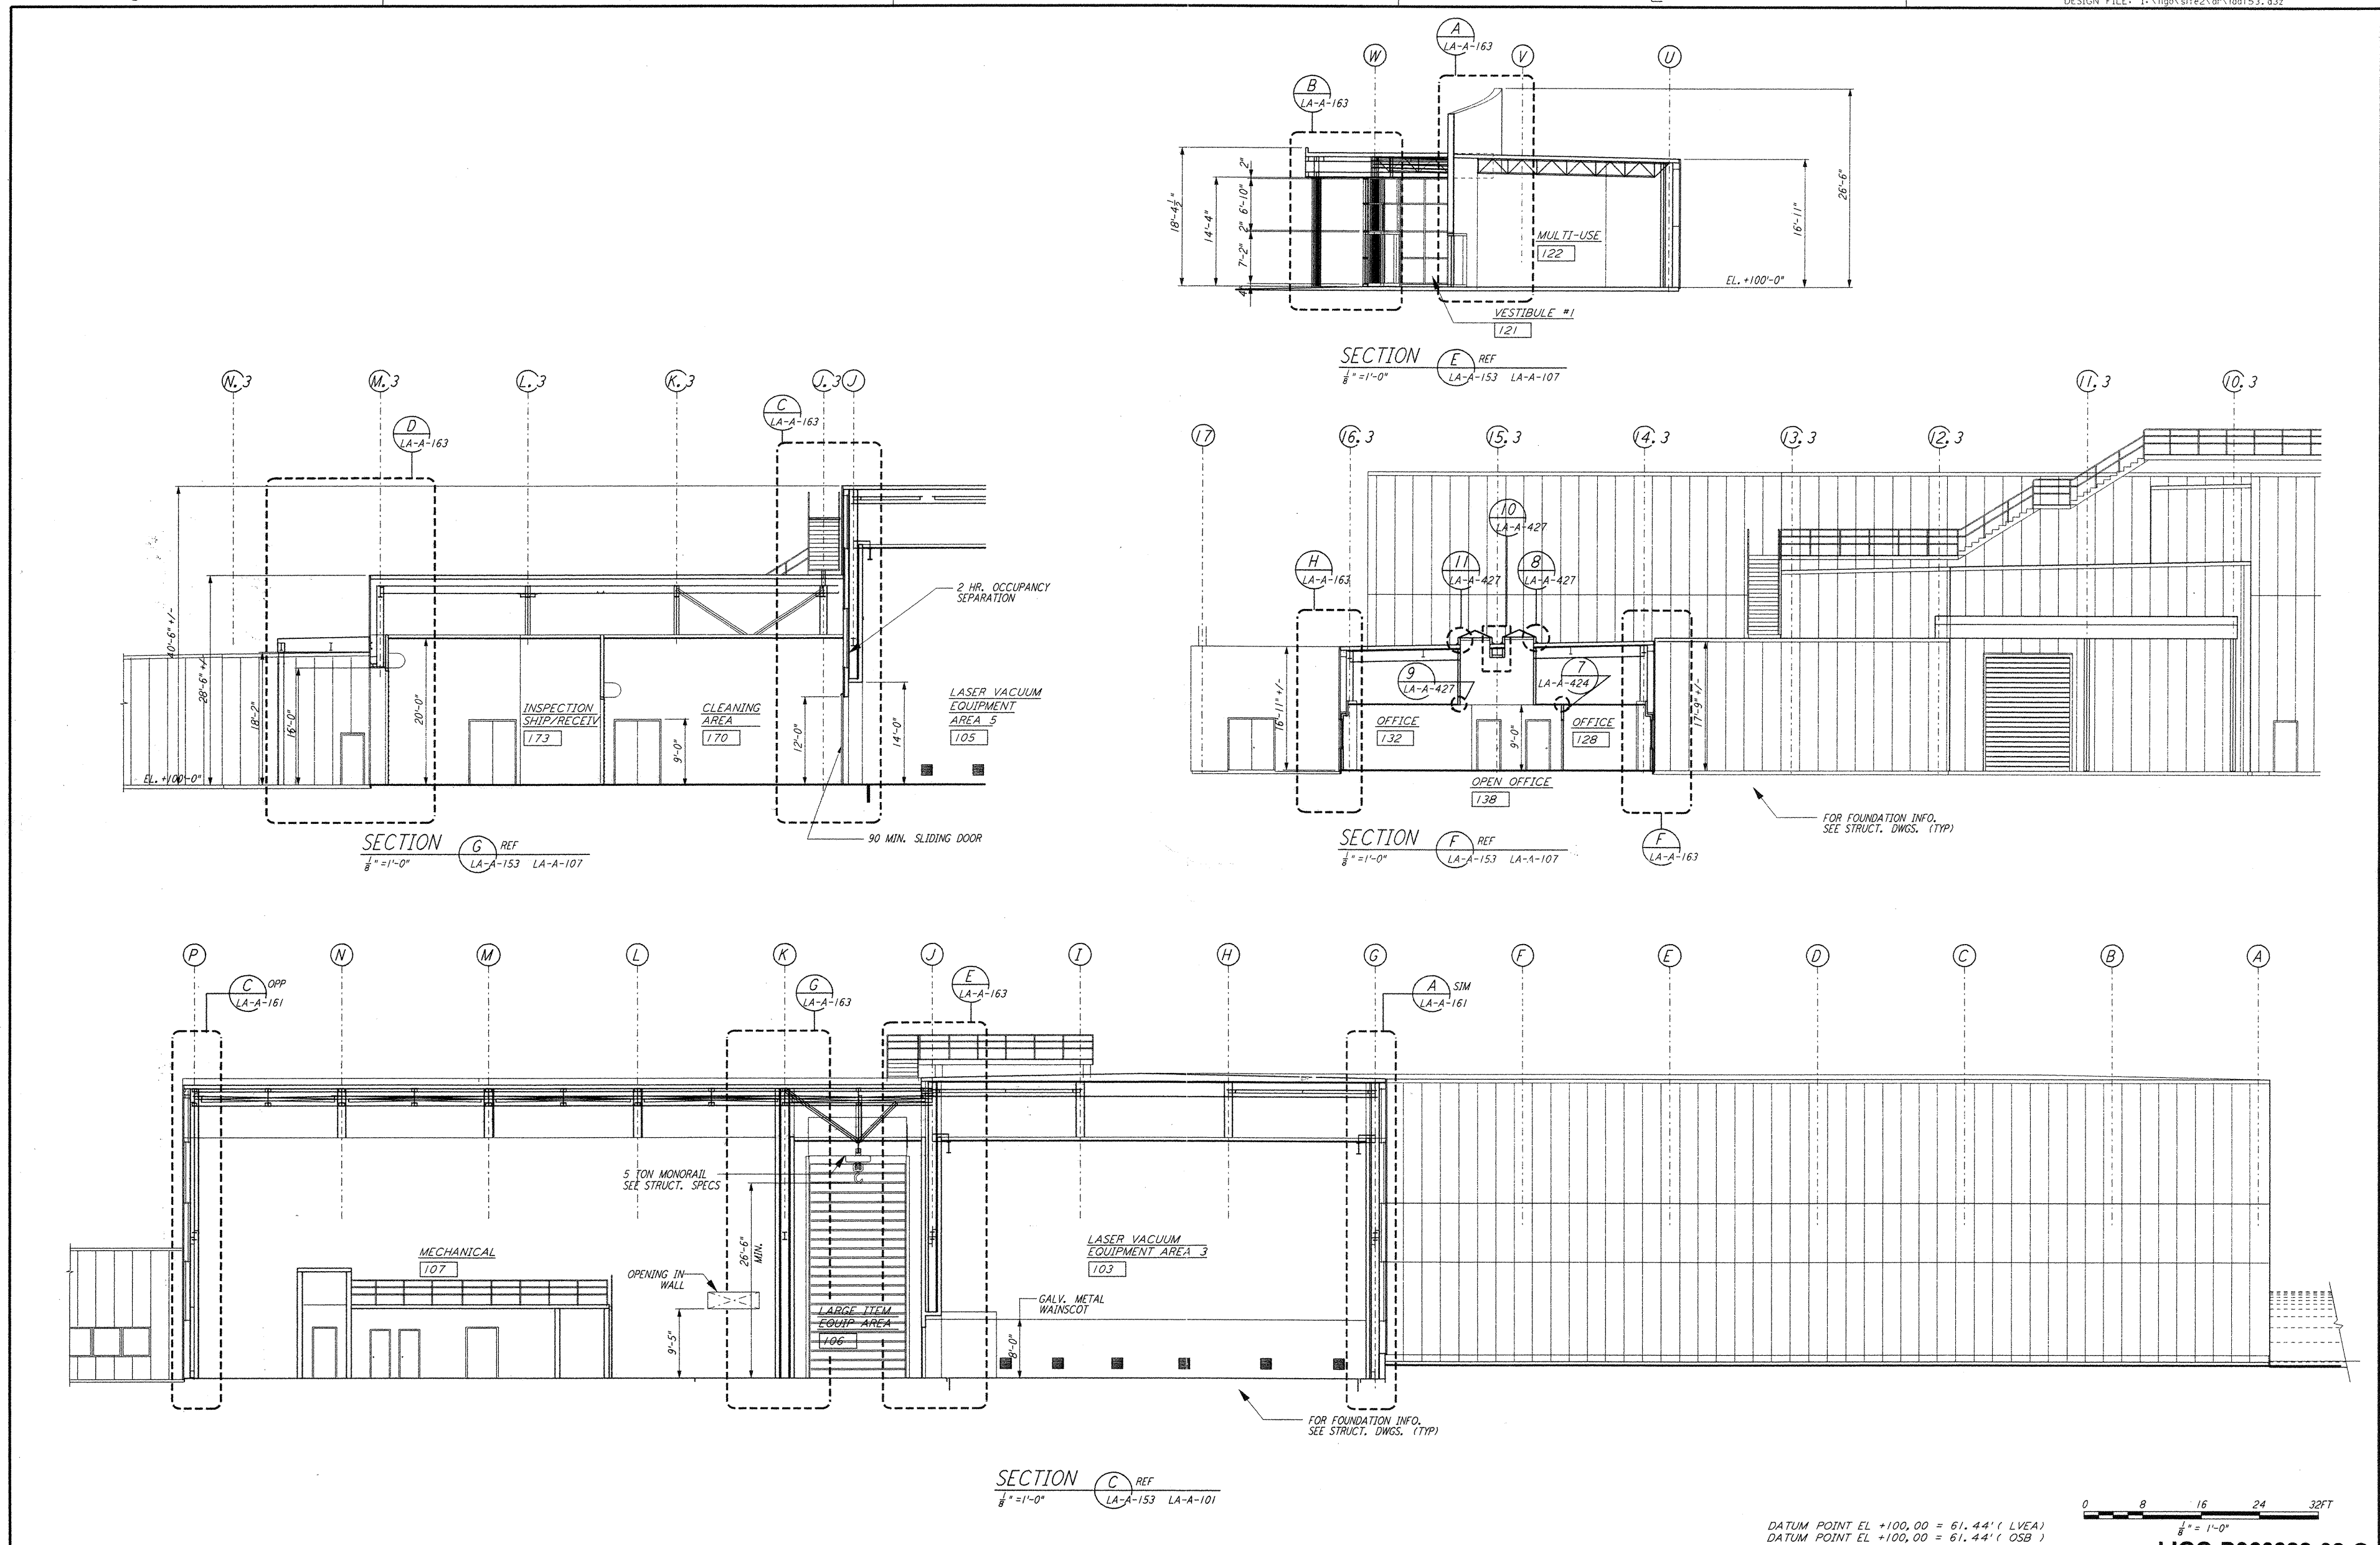 A
LA-A-163
W
V
U
B
LA-A-163
18'-4 1/2"
14'-4"
2"
6'-10"
2"
7'-2"
4"
MULTI-USE
122
16'-11"
26'-6"
EL. +100'-0"
VESTIBULE #1
121
SECTION E REF
1/8" =1'-0" LA-A-153 LA-A-107
N.3
M.3
L.3
K.3
J.3
J
C
LA-A-163
D
LA-A-163
40'-6" +/-
28'-6" +/-
18'-2"
16'-0"
20'-0"
2 HR. OCCUPANCY
SEPARATION
INSPECTION
SHIP/RECEIV
173
CLEANING
AREA
170
9'-0"
12'-0"
14'-0"
LASER VACUUM
EQUIPMENT
AREA 5
105
EL. +100'-0"
90 MIN. SLIDING DOOR
SECTION G REF
1/8" =1'-0" LA-A-153 LA-A-107
17
16.3
15.3
14.3
13.3
12.3
11.3
10.3
10
LA-A-427
H
LA-A-163
11
LA-A-427
8
LA-A-427
9
LA-A-427
7
LA-A-424
16'-11" +/-
OFFICE
132
9'-0"
OFFICE
128
17'-9" +/-
OPEN OFFICE
138
FOR FOUNDATION INFO.
SEE STRUCT. DWGS. (TYP)
SECTION F REF
1/8" =1'-0" LA-A-153 LA-A-107
F
LA-A-163
P
N
M
L
K
J
I
H
G
F
E
D
C
B
A
C OPP
LA-A-161
G
LA-A-163
E
LA-A-163
A SIM
LA-A-161
5 TON MONORAIL
SEE STRUCT. SPECS
MECHANICAL
107
OPENING IN
WALL
9'-5"
26'-6"
MIN.
LARGE ITEM
EQUIP AREA
106
LASER VACUUM
EQUIPMENT AREA 3
103
GALV. METAL
WAINSCOT
8'-0"
FOR FOUNDATION INFO.
SEE STRUCT. DWGS. (TYP)
SECTION C REF
1/8" =1'-0" LA-A-153 LA-A-101
0 8 16 24 32FT
1/8" = 1'-0"
DATUM POINT EL +100,00 = 61.44' ( LVEA)
DATUM POINT EL +100,00 = 61.44' ( OSB )